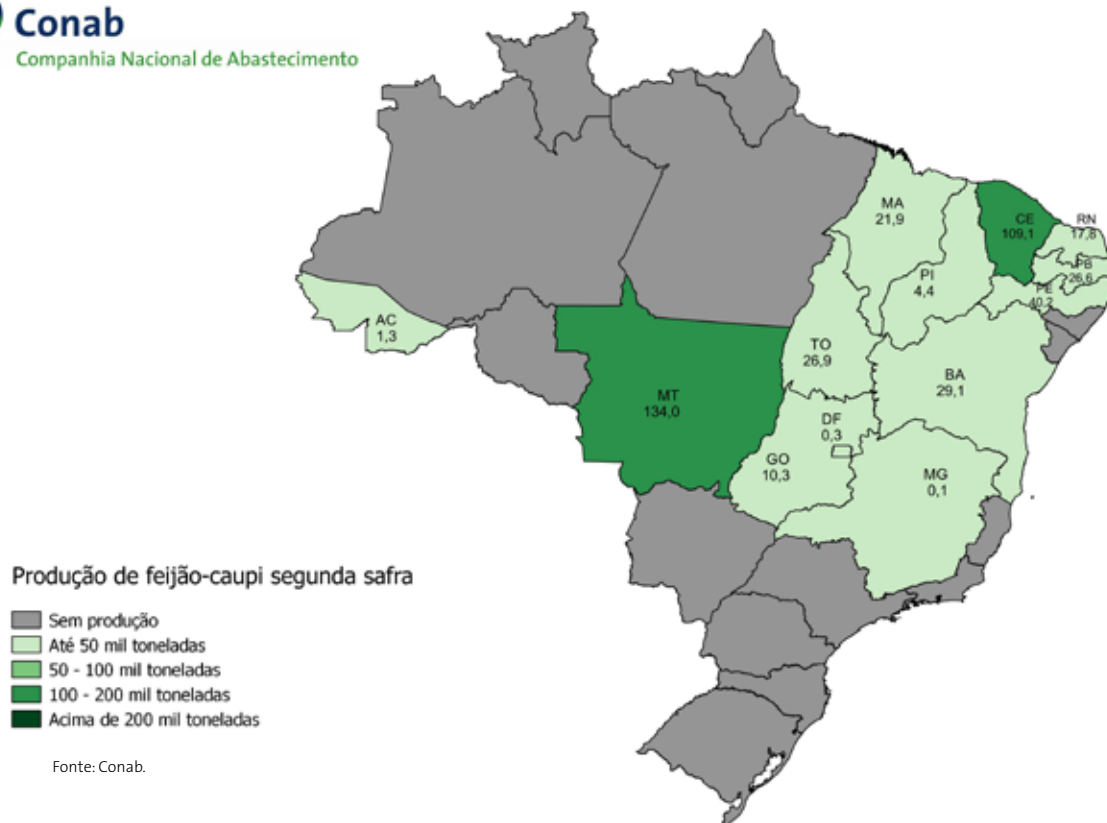 Conab
Companhia Nacional de Abastecimento
MA
21,9
CE
109,1
RN
17,8
PB
26,6
PI
4,4
PE
40,2
AC
1,3
TO
26,9
BA
29,1
MT
134,0
DF
0,3
GO
10,3
MG
0,1
Produção de feijão-caupi segunda safra
Sem produção
Até 50 mil toneladas
50 - 100 mil toneladas
100 - 200 mil toneladas
Acima de 200 mil toneladas
Fonte: Conab.